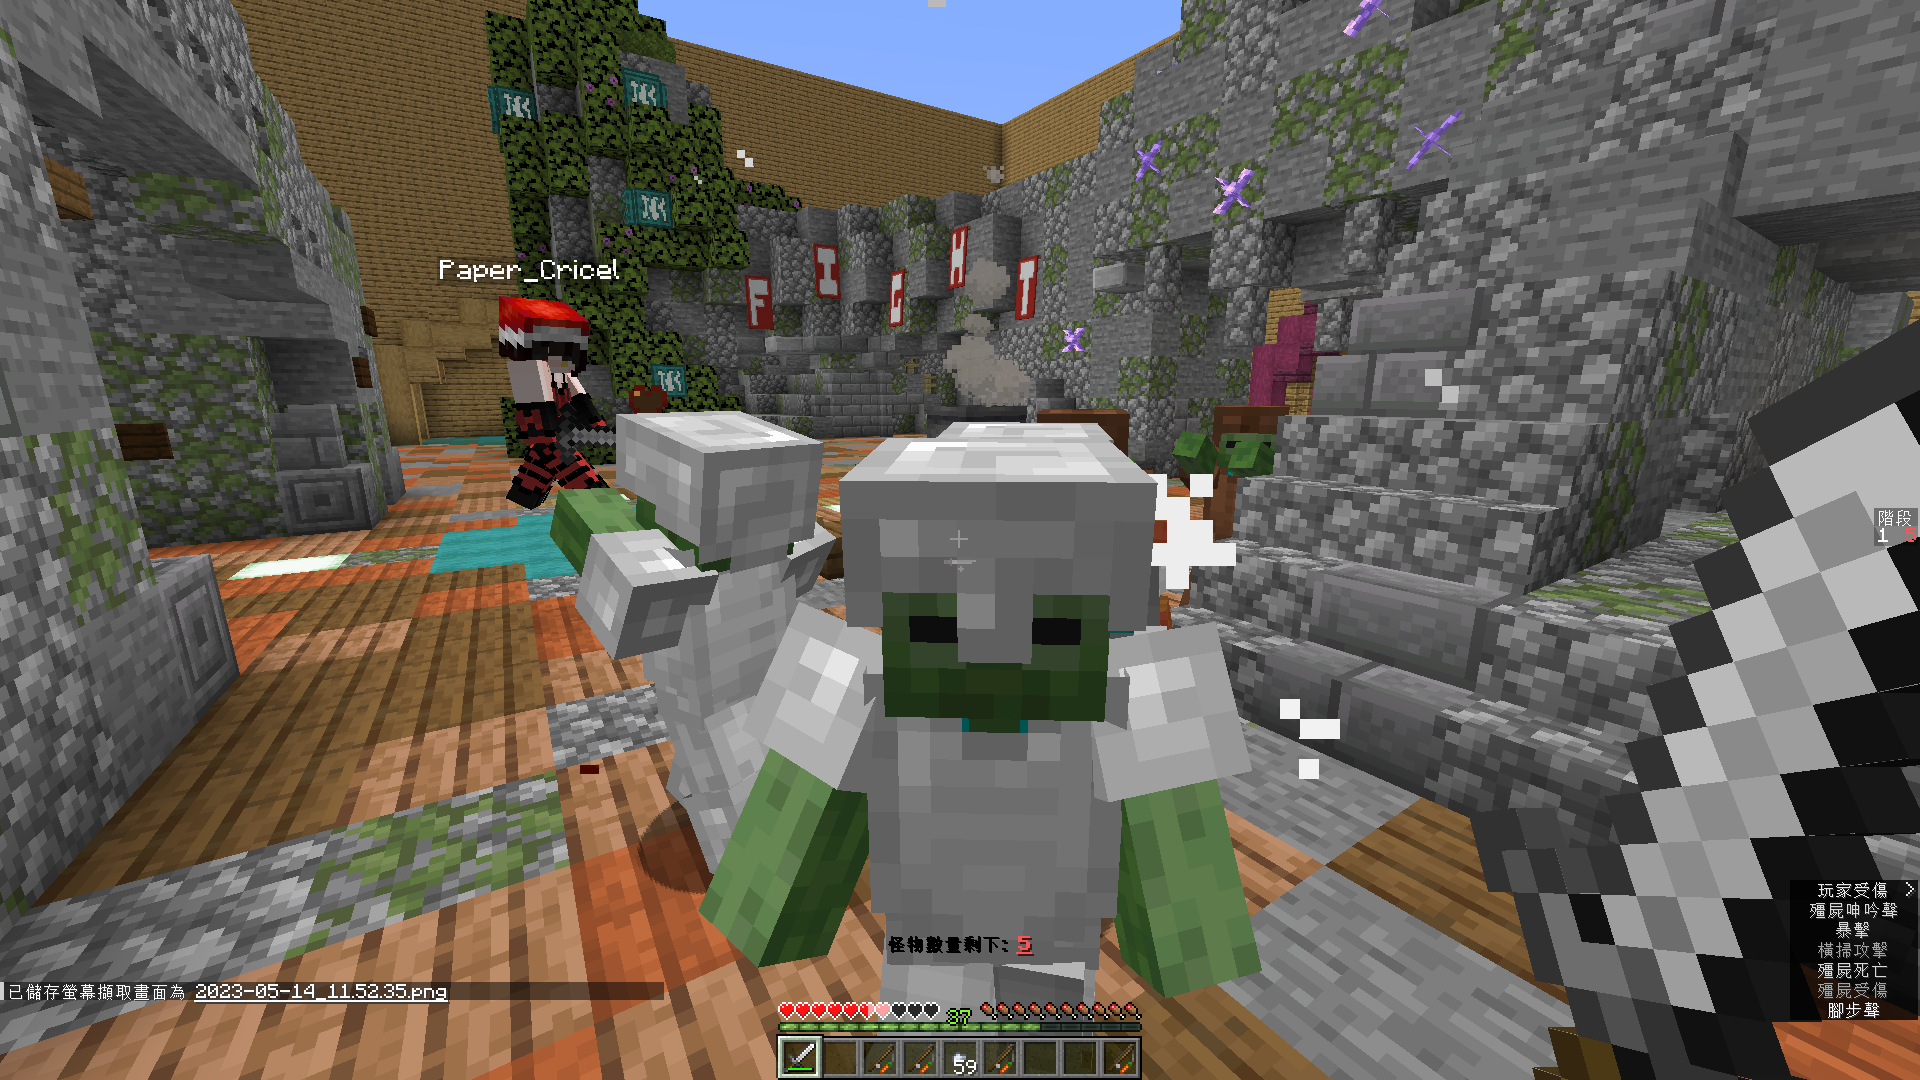 Paper_Cricel
FIGHT
階段
1 5
玩家受傷 >
殭屍呻吟聲
暴擊
橫掃攻擊
殭屍死亡
殭屍受傷
腳步聲
怪物數量剩下: 5
已儲存螢幕擷取畫面為 2023-05-14_11.52.35.png
37
59